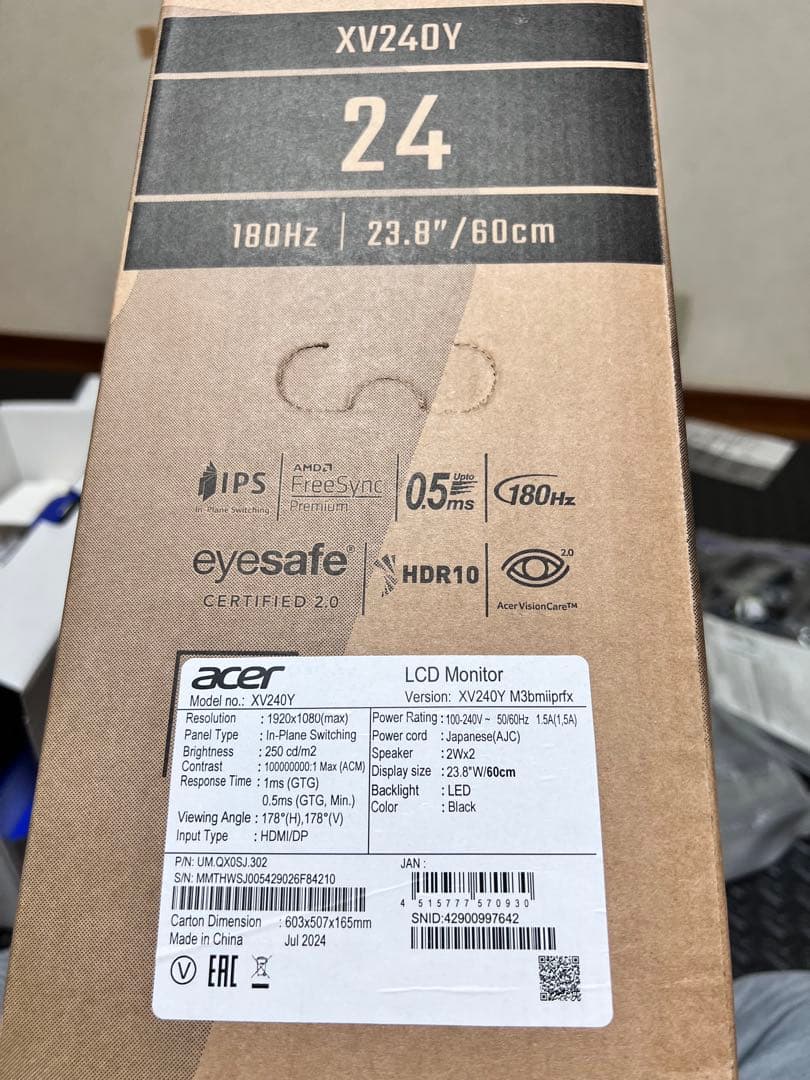 XV240Y
24
180Hz | 23.8"/60cm
IPS
In-Plane Switching
AMD
FreeSync
Premium
Upto
0.5ms
180Hz
eyesafe®
CERTIFIED 2.0
HDR10
2.0
AcerVisionCare™
acer
LCD Monitor
Model no.: XV240Y
Version: XV240Y M3bmiiprfx
Resolution : 1920x1080(max)
Panel Type : In-Plane Switching
Brightness : 250 cd/m2
Contrast : 100000000:1 Max (ACM)
Response Time : 1ms (GTG)
0.5ms (GTG, Min.)
Viewing Angle : 178°(H),178°(V)
Input Type : HDMI/DP
Power Rating : 100-240V ~ 50/60Hz 1.5A(1,5A)
Power cord : Japanese(AJC)
Speaker : 2Wx2
Display size : 23.8"W/60cm
Backlight : LED
Color : Black
P/N: UM.QX0SJ.302
S/N: MMTHWSJ005429026F84210
Carton Dimension : 603x507x165mm
Made in China Jul 2024
JAN :
4 515777 570930
SNID:42900997642
V EAC